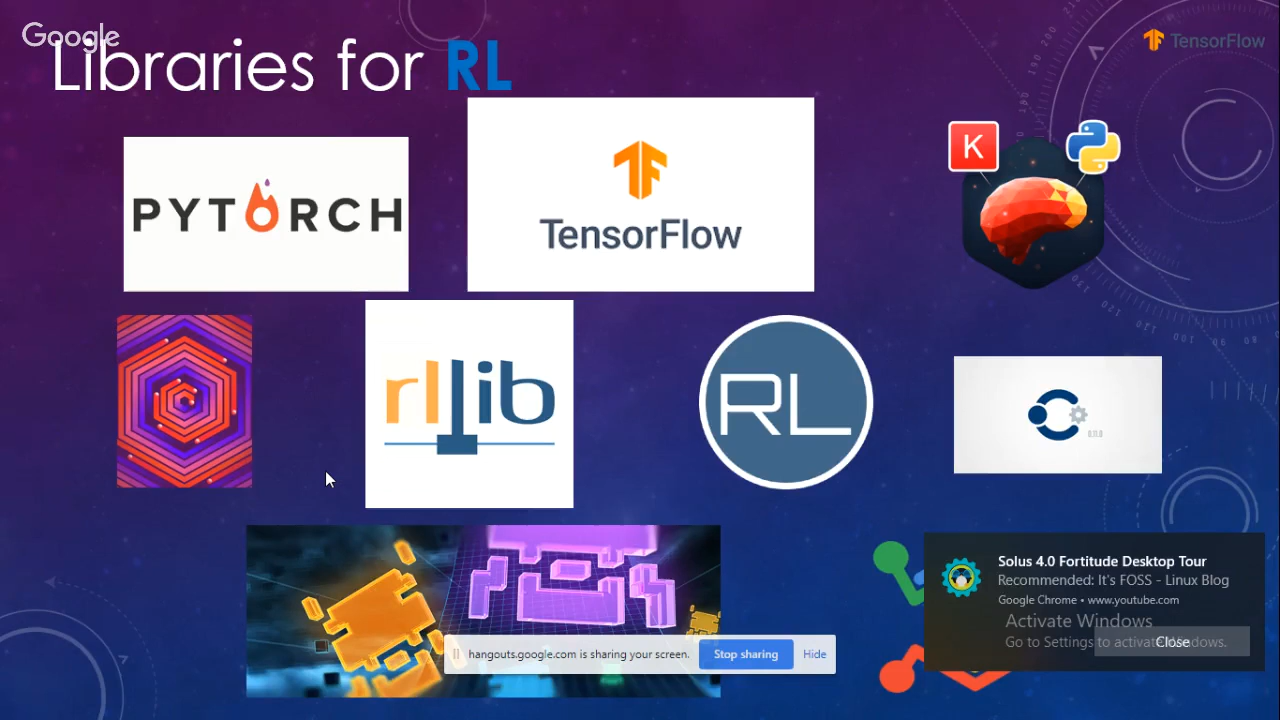 Google
Libraries for RL
TensorFlow
PYTORCH
TensorFlow
K
rllib
RL
Solus 4.0 Fortitude Desktop Tour
Recommended: It's FOSS - Linux Blog
Google Chrome • www.youtube.com
Activate Windows
Go to Settings to activate Windows.
Close
hangouts.google.com is sharing your screen.
Stop sharing
Hide